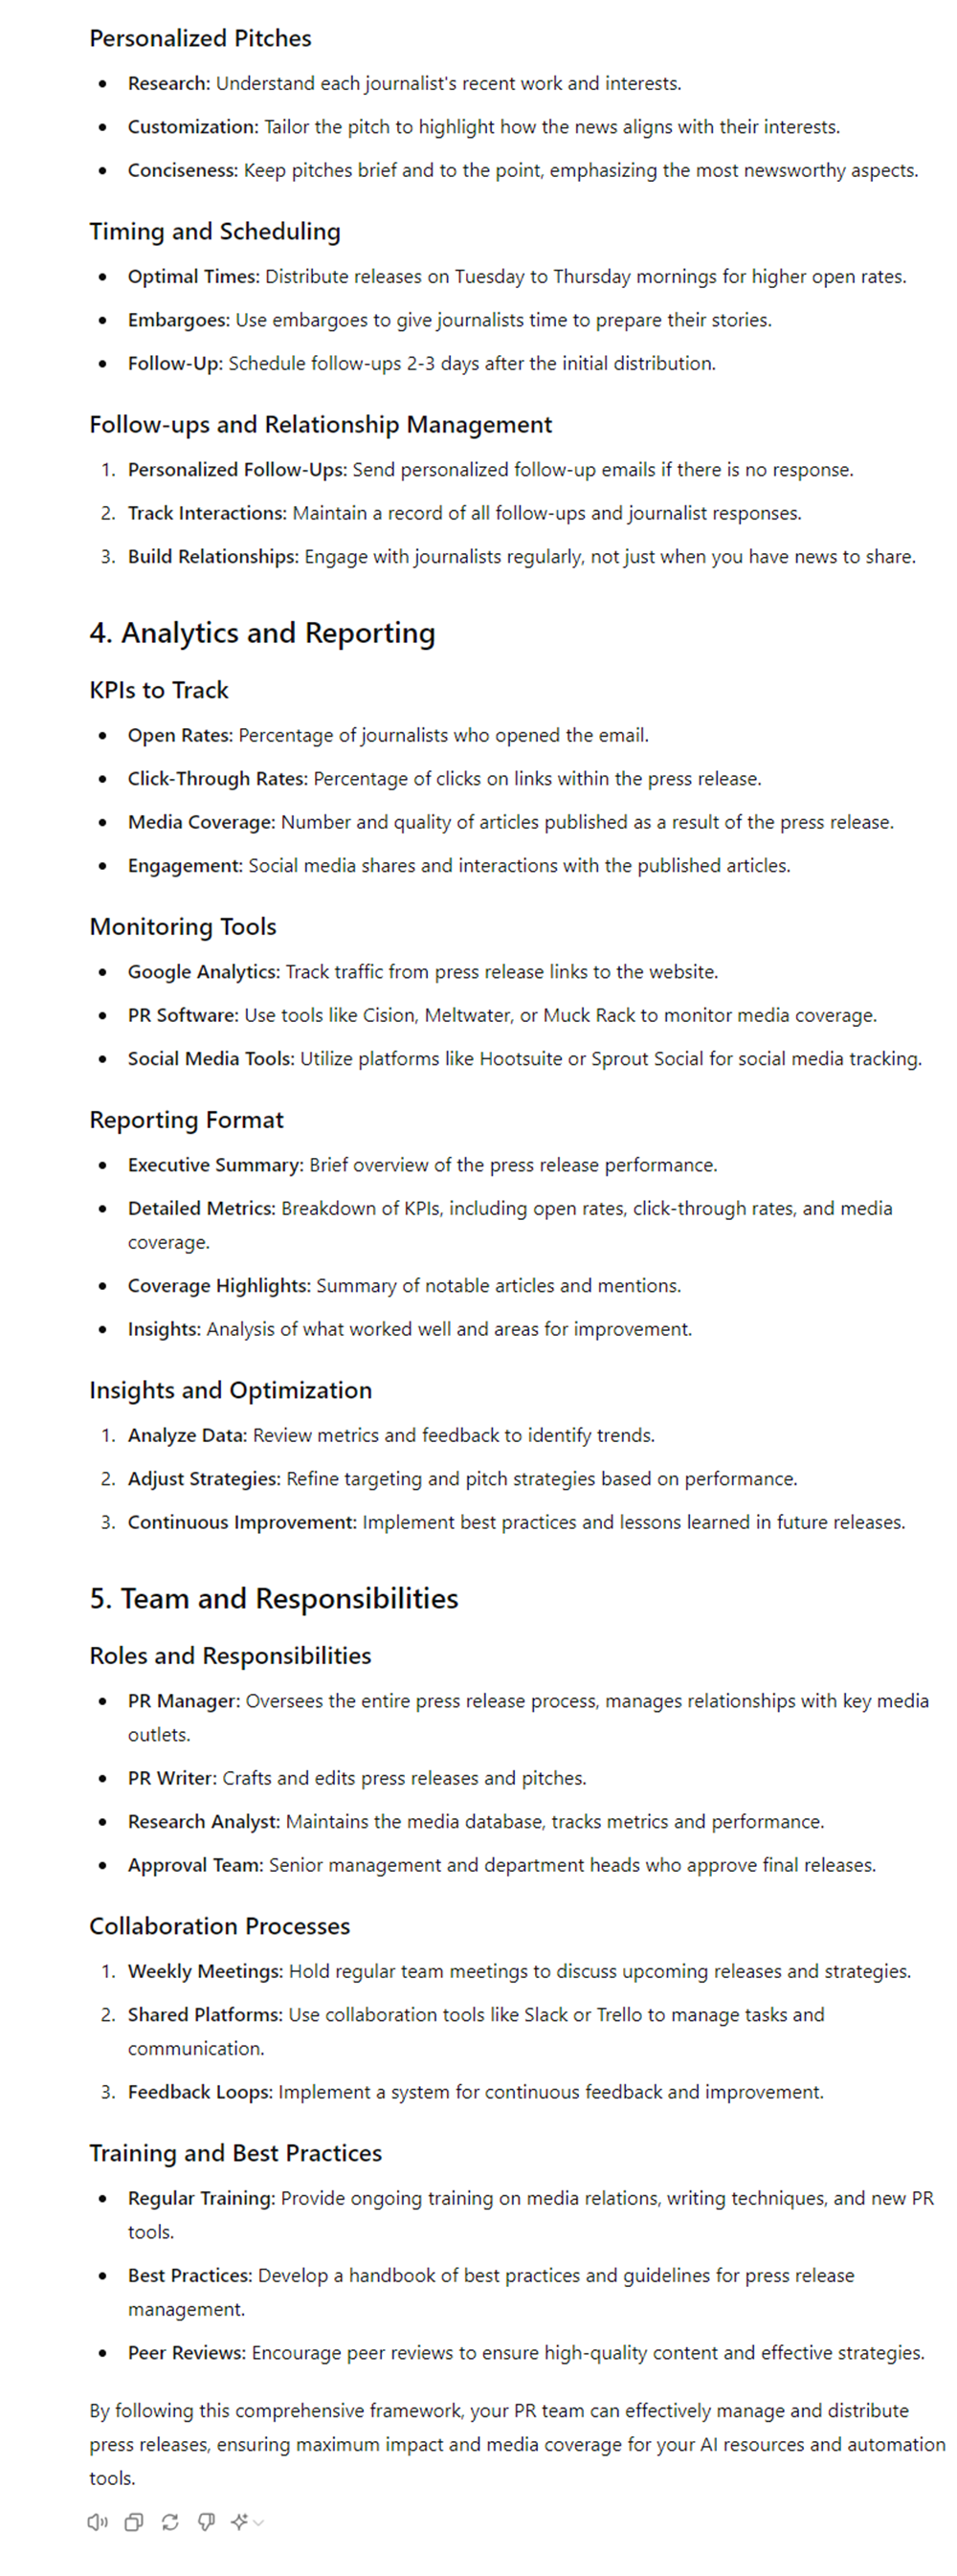 Personalized Pitches
• Research: Understand each journalist's recent work and interests.
• Customization: Tailor the pitch to highlight how the news aligns with their interests.
• Conciseness: Keep pitches brief and to the point, emphasizing the most newsworthy aspects.
Timing and Scheduling
• Optimal Times: Distribute releases on Tuesday to Thursday mornings for higher open rates.
• Embargoes: Use embargoes to give journalists time to prepare their stories.
• Follow-Up: Schedule follow-ups 2-3 days after the initial distribution.
Follow-ups and Relationship Management
1. Personalized Follow-Ups: Send personalized follow-up emails if there is no response.
2. Track Interactions: Maintain a record of all follow-ups and journalist responses.
3. Build Relationships: Engage with journalists regularly, not just when you have news to share.
4. Analytics and Reporting
KPIs to Track
• Open Rates: Percentage of journalists who opened the email.
• Click-Through Rates: Percentage of clicks on links within the press release.
• Media Coverage: Number and quality of articles published as a result of the press release.
• Engagement: Social media shares and interactions with the published articles.
Monitoring Tools
• Google Analytics: Track traffic from press release links to the website.
• PR Software: Use tools like Cision, Meltwater, or Muck Rack to monitor media coverage.
• Social Media Tools: Utilize platforms like Hootsuite or Sprout Social for social media tracking.
Reporting Format
• Executive Summary: Brief overview of the press release performance.
• Detailed Metrics: Breakdown of KPIs, including open rates, click-through rates, and media
coverage.
• Coverage Highlights: Summary of notable articles and mentions.
• Insights: Analysis of what worked well and areas for improvement.
Insights and Optimization
1. Analyze Data: Review metrics and feedback to identify trends.
2. Adjust Strategies: Refine targeting and pitch strategies based on performance.
3. Continuous Improvement: Implement best practices and lessons learned in future releases.
5. Team and Responsibilities
Roles and Responsibilities
• PR Manager: Oversees the entire press release process, manages relationships with key media
outlets.
• PR Writer: Crafts and edits press releases and pitches.
• Research Analyst: Maintains the media database, tracks metrics and performance.
• Approval Team: Senior management and department heads who approve final releases.
Collaboration Processes
1. Weekly Meetings: Hold regular team meetings to discuss upcoming releases and strategies.
2. Shared Platforms: Use collaboration tools like Slack or Trello to manage tasks and
communication.
3. Feedback Loops: Implement a system for continuous feedback and improvement.
Training and Best Practices
• Regular Training: Provide ongoing training on media relations, writing techniques, and new PR
tools.
• Best Practices: Develop a handbook of best practices and guidelines for press release
management.
• Peer Reviews: Encourage peer reviews to ensure high-quality content and effective strategies.
By following this comprehensive framework, your PR team can effectively manage and distribute
press releases, ensuring maximum impact and media coverage for your AI resources and automation
tools.